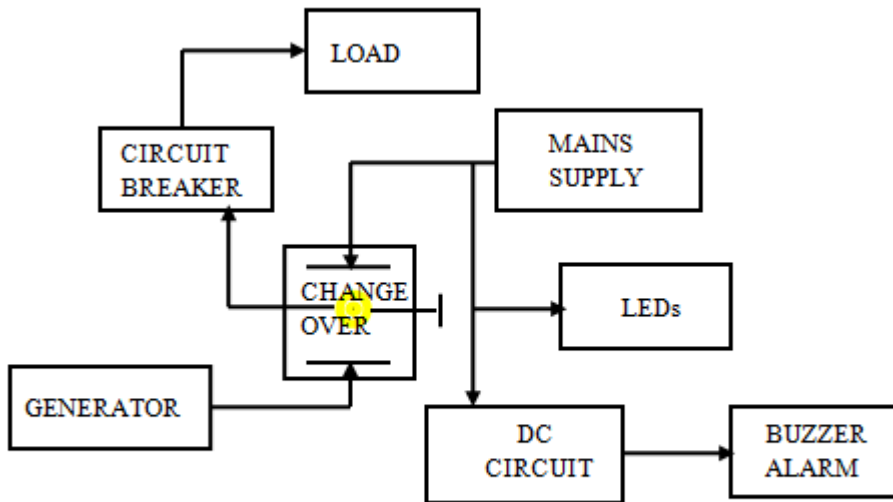 LOAD
CIRCUIT
BREAKER
MAINS
SUPPLY
CHANGE
OVER
LEDs
GENERATOR
DC
CIRCUIT
BUZZER
ALARM